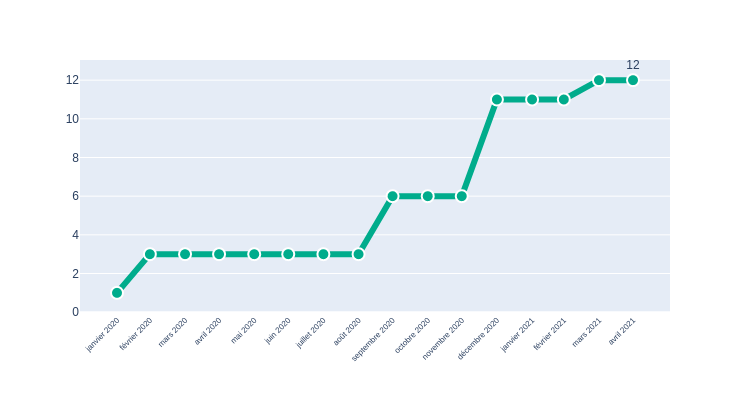 12
12
10
8
6
4
2
0
janvier 2020
février 2020
mars 2020
avril 2020
mai 2020
juin 2020
juillet 2020
août 2020
septembre 2020
octobre 2020
novembre 2020
décembre 2020
janvier 2021
février 2021
mars 2021
avril 2021